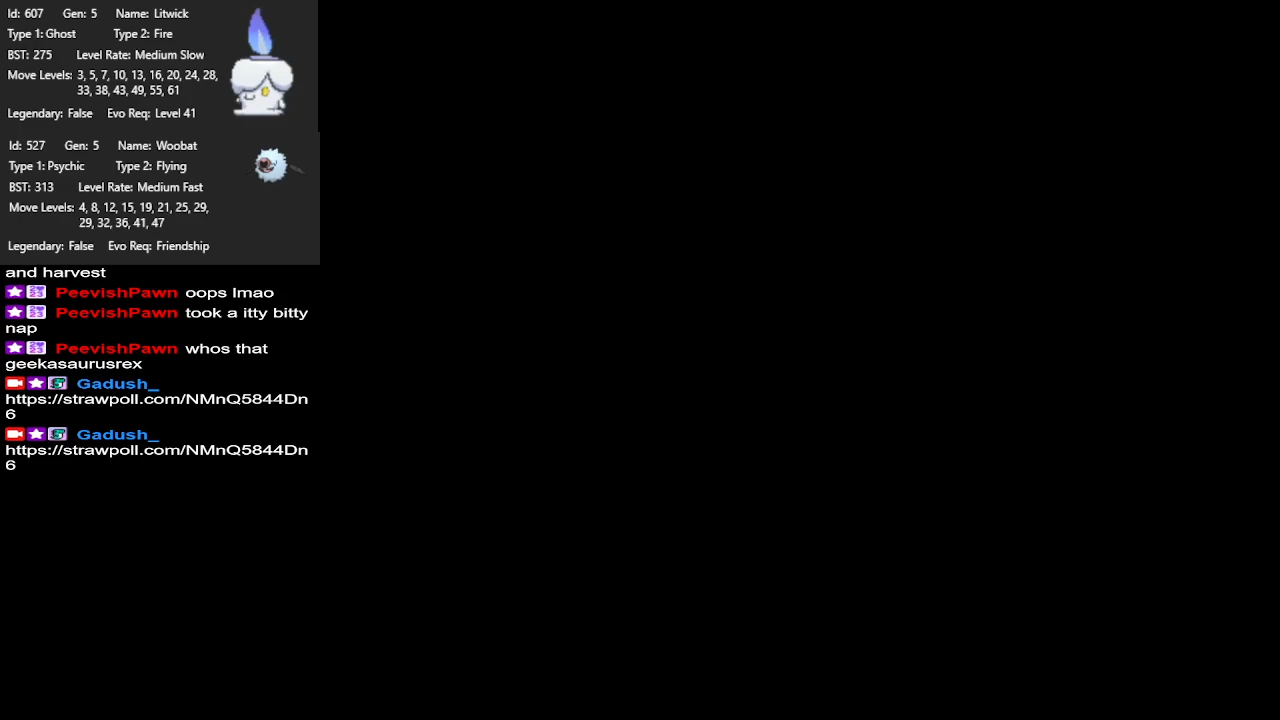 Id: 607 Gen: 5 Name: Litwick
Type 1: Ghost Type 2: Fire
BST: 275 Level Rate: Medium Slow
Move Levels: 3, 5, 7, 10, 13, 16, 20, 24, 28,
33, 38, 43, 49, 55, 61
Legendary: False Evo Req: Level 41
Id: 527 Gen: 5 Name: Woobat
Type 1: Psychic Type 2: Flying
BST: 313 Level Rate: Medium Fast
Move Levels: 4, 8, 12, 15, 19, 21, 25, 29,
29, 32, 36, 41, 47
Legendary: False Evo Req: Friendship
and harvest
PeevishPawn oops lmao
PeevishPawn took a itty bitty
nap
PeevishPawn whos that
geekasaurusrex
Gadush_
https://strawpoll.com/NMnQ5844Dn
6
Gadush_
https://strawpoll.com/NMnQ5844Dn
6